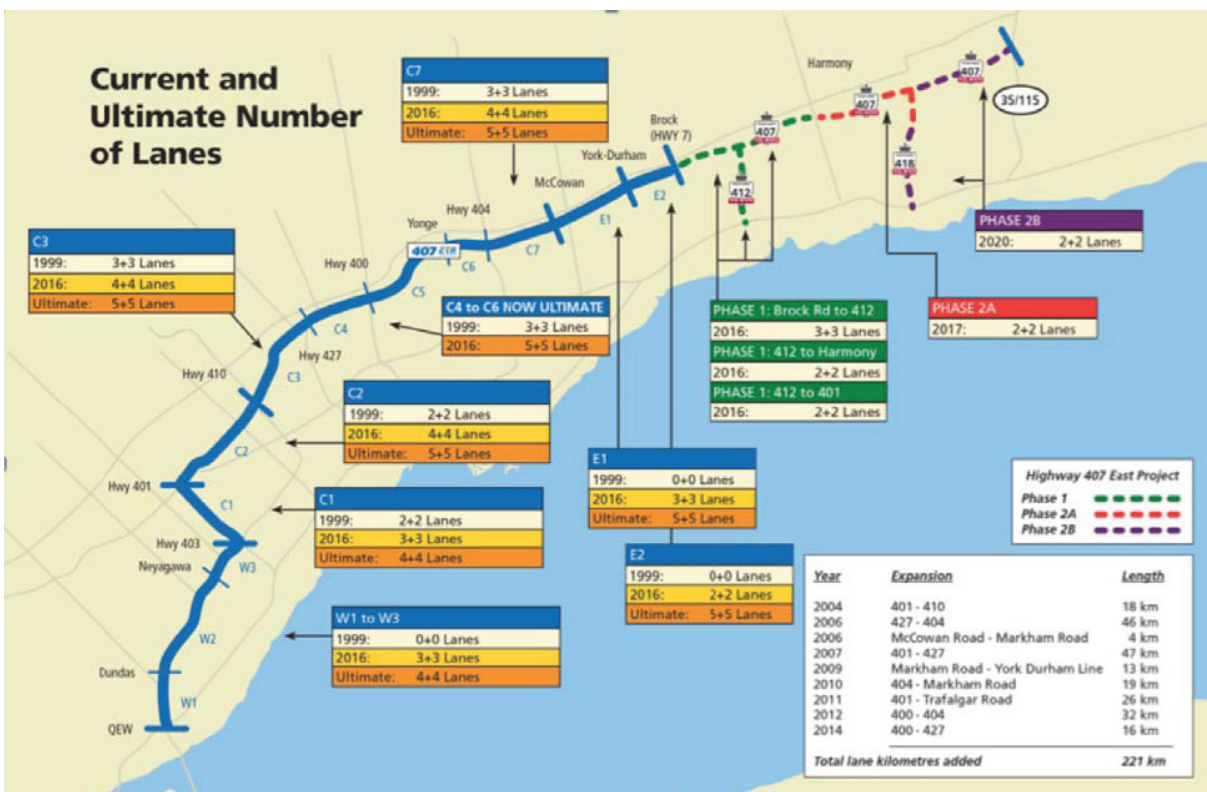 Current and
Ultimate Number
of Lanes
C7
1999: 3+3 Lanes
2016: 4+4 Lanes
Ultimate: 5+5 Lanes
Harmony
407
407
35/115
Brock
(HWY 7)
407
418
York-Durham
412
McCowan
E2
E1
Hwy 404
Yonge
C7
407 ETR
C6
PHASE 2B
2020: 2+2 Lanes
C3
1999: 3+3 Lanes
2016: 4+4 Lanes
Ultimate: 5+5 Lanes
Hwy 400
C5
C4 to C6 NOW ULTIMATE
1999: 3+3 Lanes
2016: 5+5 Lanes
C4
Hwy 427
PHASE 1: Brock Rd to 412
2016: 3+3 Lanes
PHASE 1: 412 to Harmony
2016: 2+2 Lanes
PHASE 1: 412 to 401
2016: 2+2 Lanes
PHASE 2A
2017: 2+2 Lanes
C3
Hwy 410
C2
1999: 2+2 Lanes
2016: 4+4 Lanes
Ultimate: 5+5 Lanes
C2
Hwy 401
C1
E1
1999: 0+0 Lanes
2016: 3+3 Lanes
Ultimate: 5+5 Lanes
C1
1999: 2+2 Lanes
2016: 3+3 Lanes
Ultimate: 4+4 Lanes
Hwy 403
Neyagawa
W3
E2
1999: 0+0 Lanes
2016: 2+2 Lanes
Ultimate: 5+5 Lanes
W1 to W3
1999: 0+0 Lanes
2016: 3+3 Lanes
Ultimate: 4+4 Lanes
W2
Dundas
W1
QEW
Highway 407 East Project
Phase 1
Phase 2A
Phase 2B
Year Expansion Length
2004 401 - 410 18 km
2006 427 - 404 46 km
2006 McCowan Road - Markham Road 4 km
2007 401 - 427 47 km
2009 Markham Road - York Durham Line 13 km
2010 404 - Markham Road 19 km
2011 401 - Trafalgar Road 26 km
2012 400 - 404 32 km
2014 400 - 427 16 km
Total lane kilometres added 221 km